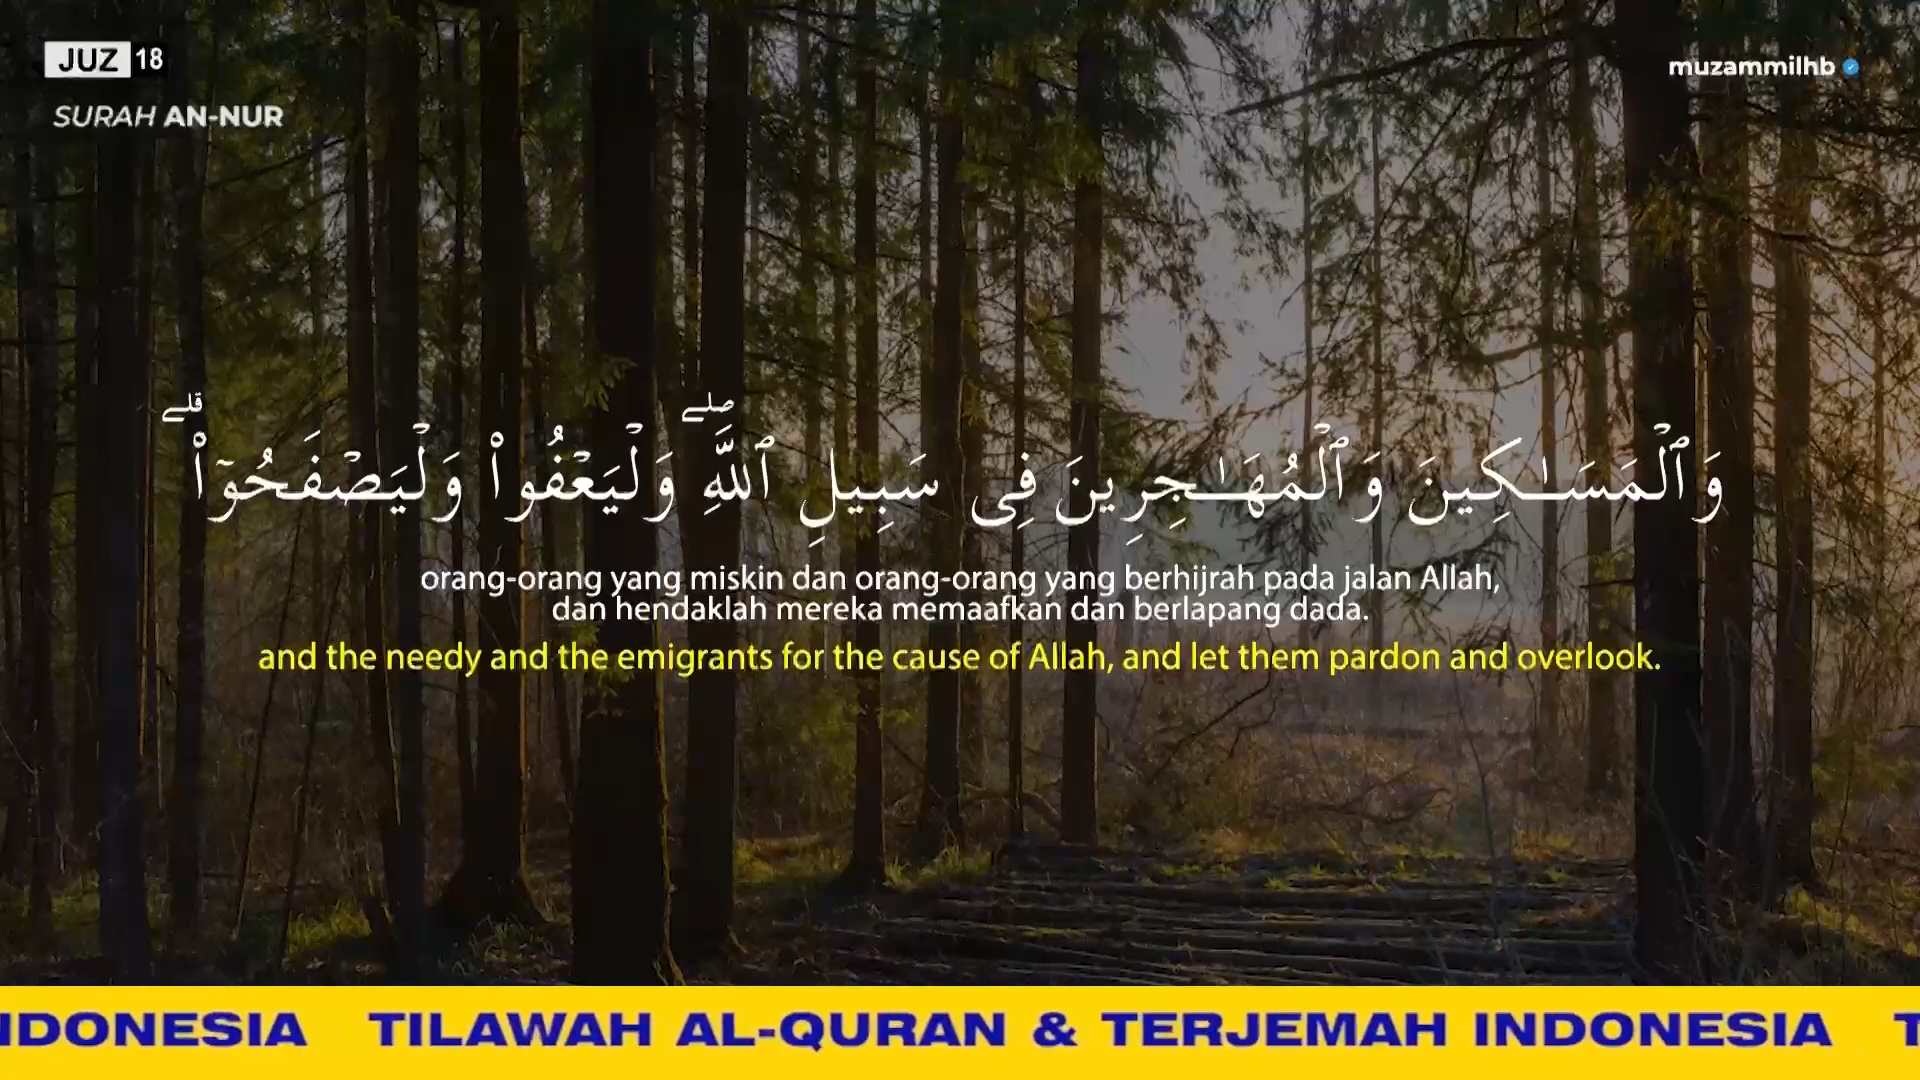 JUZ 18
SURAH AN-NUR
muzammilhb
وَٱلْمَسَـٰكِينَ وَٱلْمُهَـٰجِرِينَ فِى سَبِيلِ ٱللَّهِ ۖ وَلْيَعْفُوا۟ وَلْيَصْفَحُوٓا۟ ۗ
orang-orang yang miskin dan orang-orang yang berhijrah pada jalan Allah,
dan hendaklah mereka memaafkan dan berlapang dada.
and the needy and the emigrants for the cause of Allah, and let them pardon and overlook.
NDONESIA TILAWAH AL-QURAN & TERJEMAH INDONESIA T